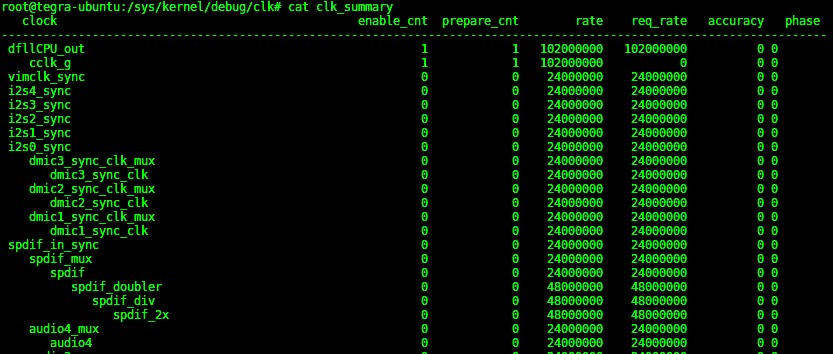 root@tegra-ubuntu:/sys/kernel/debug/clk# cat clk_summary
   clock                         enable_cnt  prepare_cnt        rate   req_rate   accuracy   phase
----------------------------------------------------------------------------------------
 dfllCPU_out                              1            1   102000000  102000000          0 0
    cclk_g                                1            1   102000000          0          0 0
 vimclk_sync                              0            0    24000000   24000000          0 0
 i2s4_sync                                0            0    24000000   24000000          0 0
 i2s3_sync                                0            0    24000000   24000000          0 0
 i2s2_sync                                0            0    24000000   24000000          0 0
 i2s1_sync                                0            0    24000000   24000000          0 0
 i2s0_sync                                0            0    24000000   24000000          0 0
    dmic3_sync_clk_mux                    0            0    24000000   24000000          0 0
       dmic3_sync_clk                     0            0    24000000   24000000          0 0
    dmic2_sync_clk_mux                    0            0    24000000   24000000          0 0
       dmic2_sync_clk                     0            0    24000000   24000000          0 0
    dmic1_sync_clk_mux                    0            0    24000000   24000000          0 0
       dmic1_sync_clk                     0            0    24000000   24000000          0 0
 spdif_in_sync                            0            0    24000000   24000000          0 0
    spdif_mux                             0            0    24000000   24000000          0 0
       spdif                              0            0    24000000   24000000          0 0
          spdif_doubler                   0            0    48000000   48000000          0 0
             spdif_div                    0            0    48000000   48000000          0 0
                spdif_2x                  0            0    48000000   48000000          0 0
    audio4_mux                            0            0    24000000   24000000          0 0
       audio4                             0            0    24000000   24000000          0 0